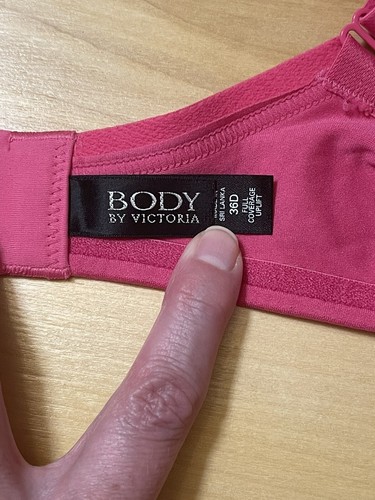 BODY
BY VICTORIA
SRI LANKA
36D
FULL
COVERAGE
UPLIFT